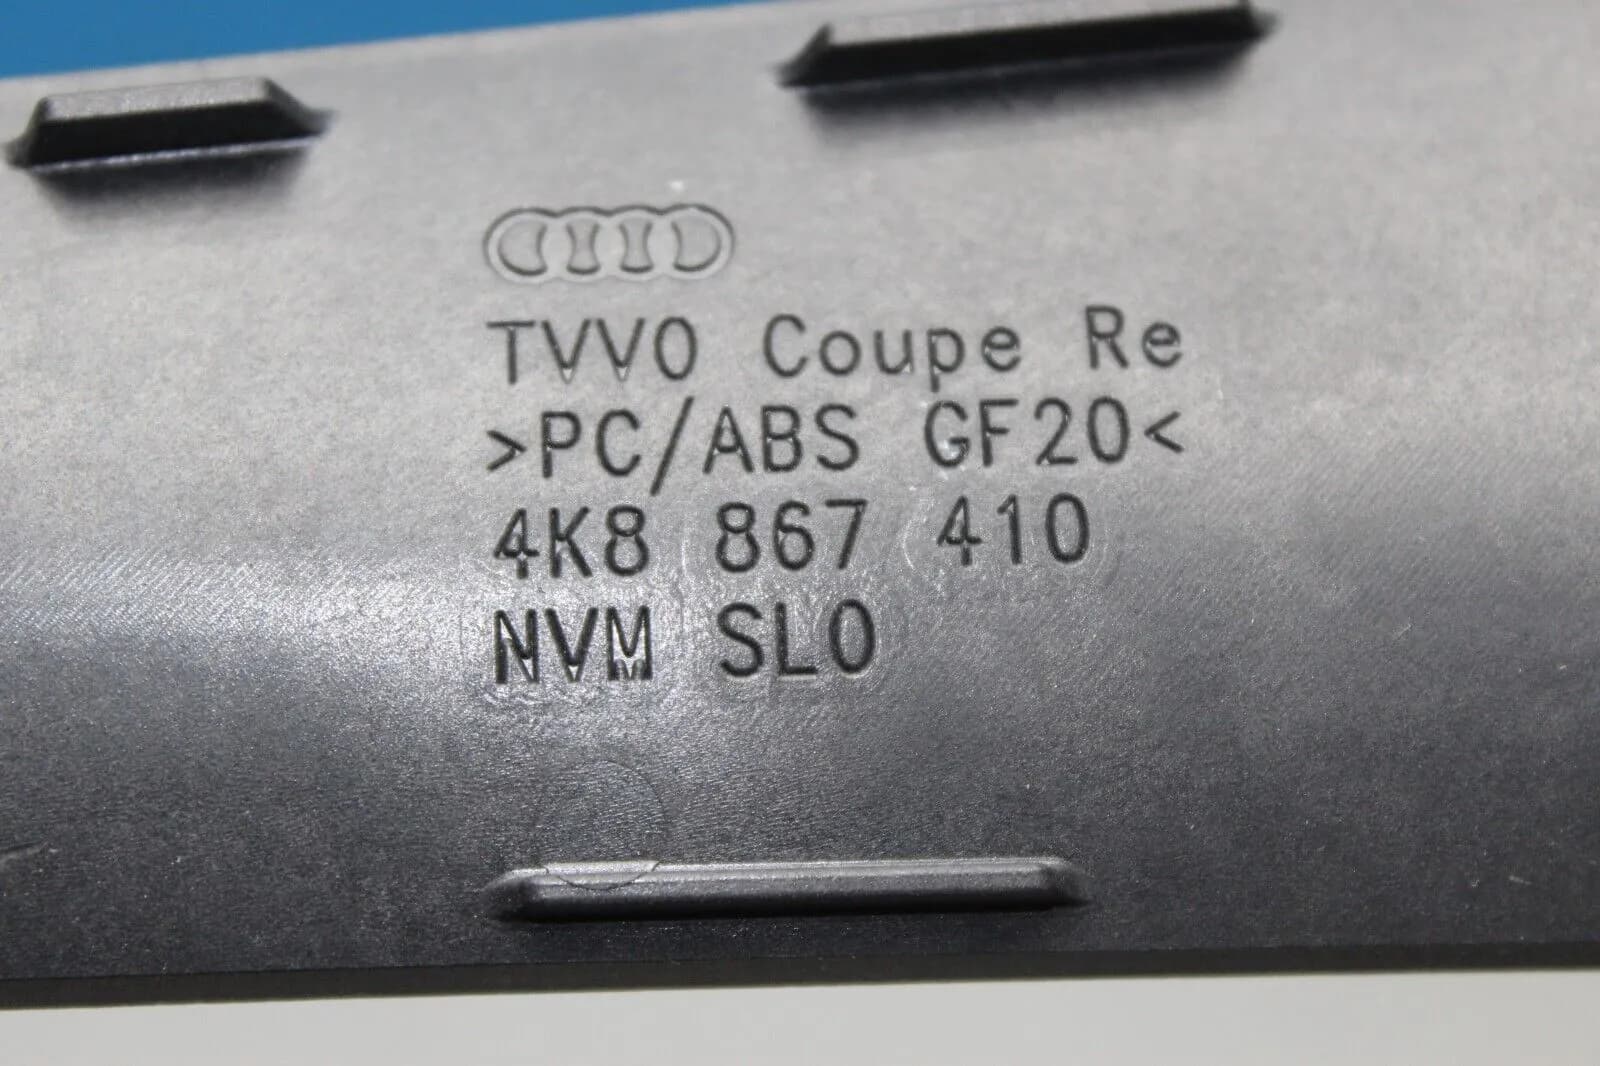 TVVO Coupe Re
>PC/ABS GF20<
4K8 867 410
NVM SLO